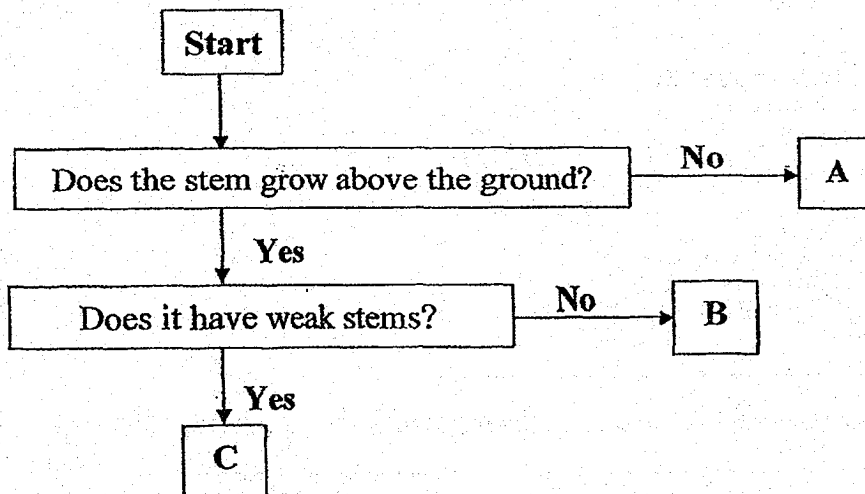 Start
Does the stem grow above the ground?
No
A
Yes
Does it have weak stems?
No
B
Yes
C